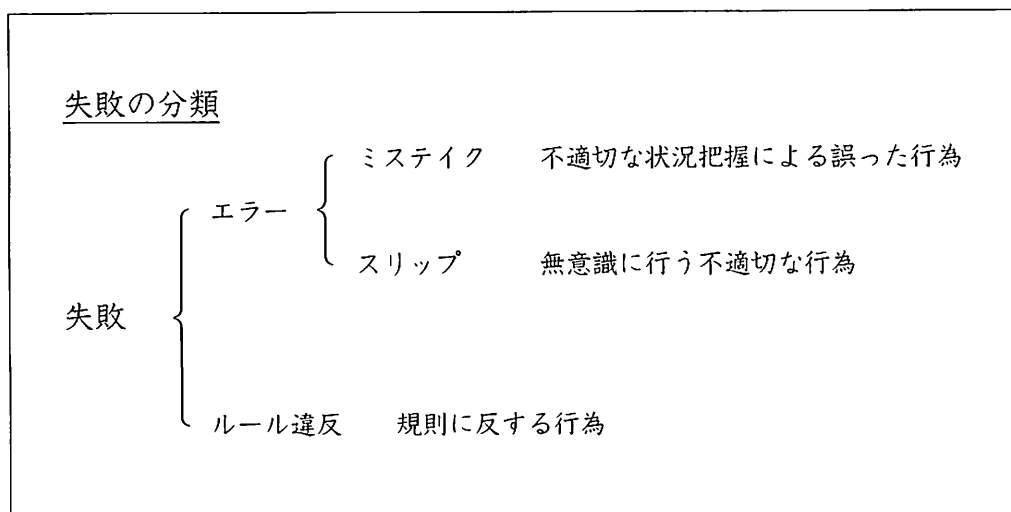 失敗の分類
ミステイク 不適切な状況把握による誤った行為
エラー
スリップ 無意識に行う不適切な行為
失敗
ルール違反 規則に反する行為